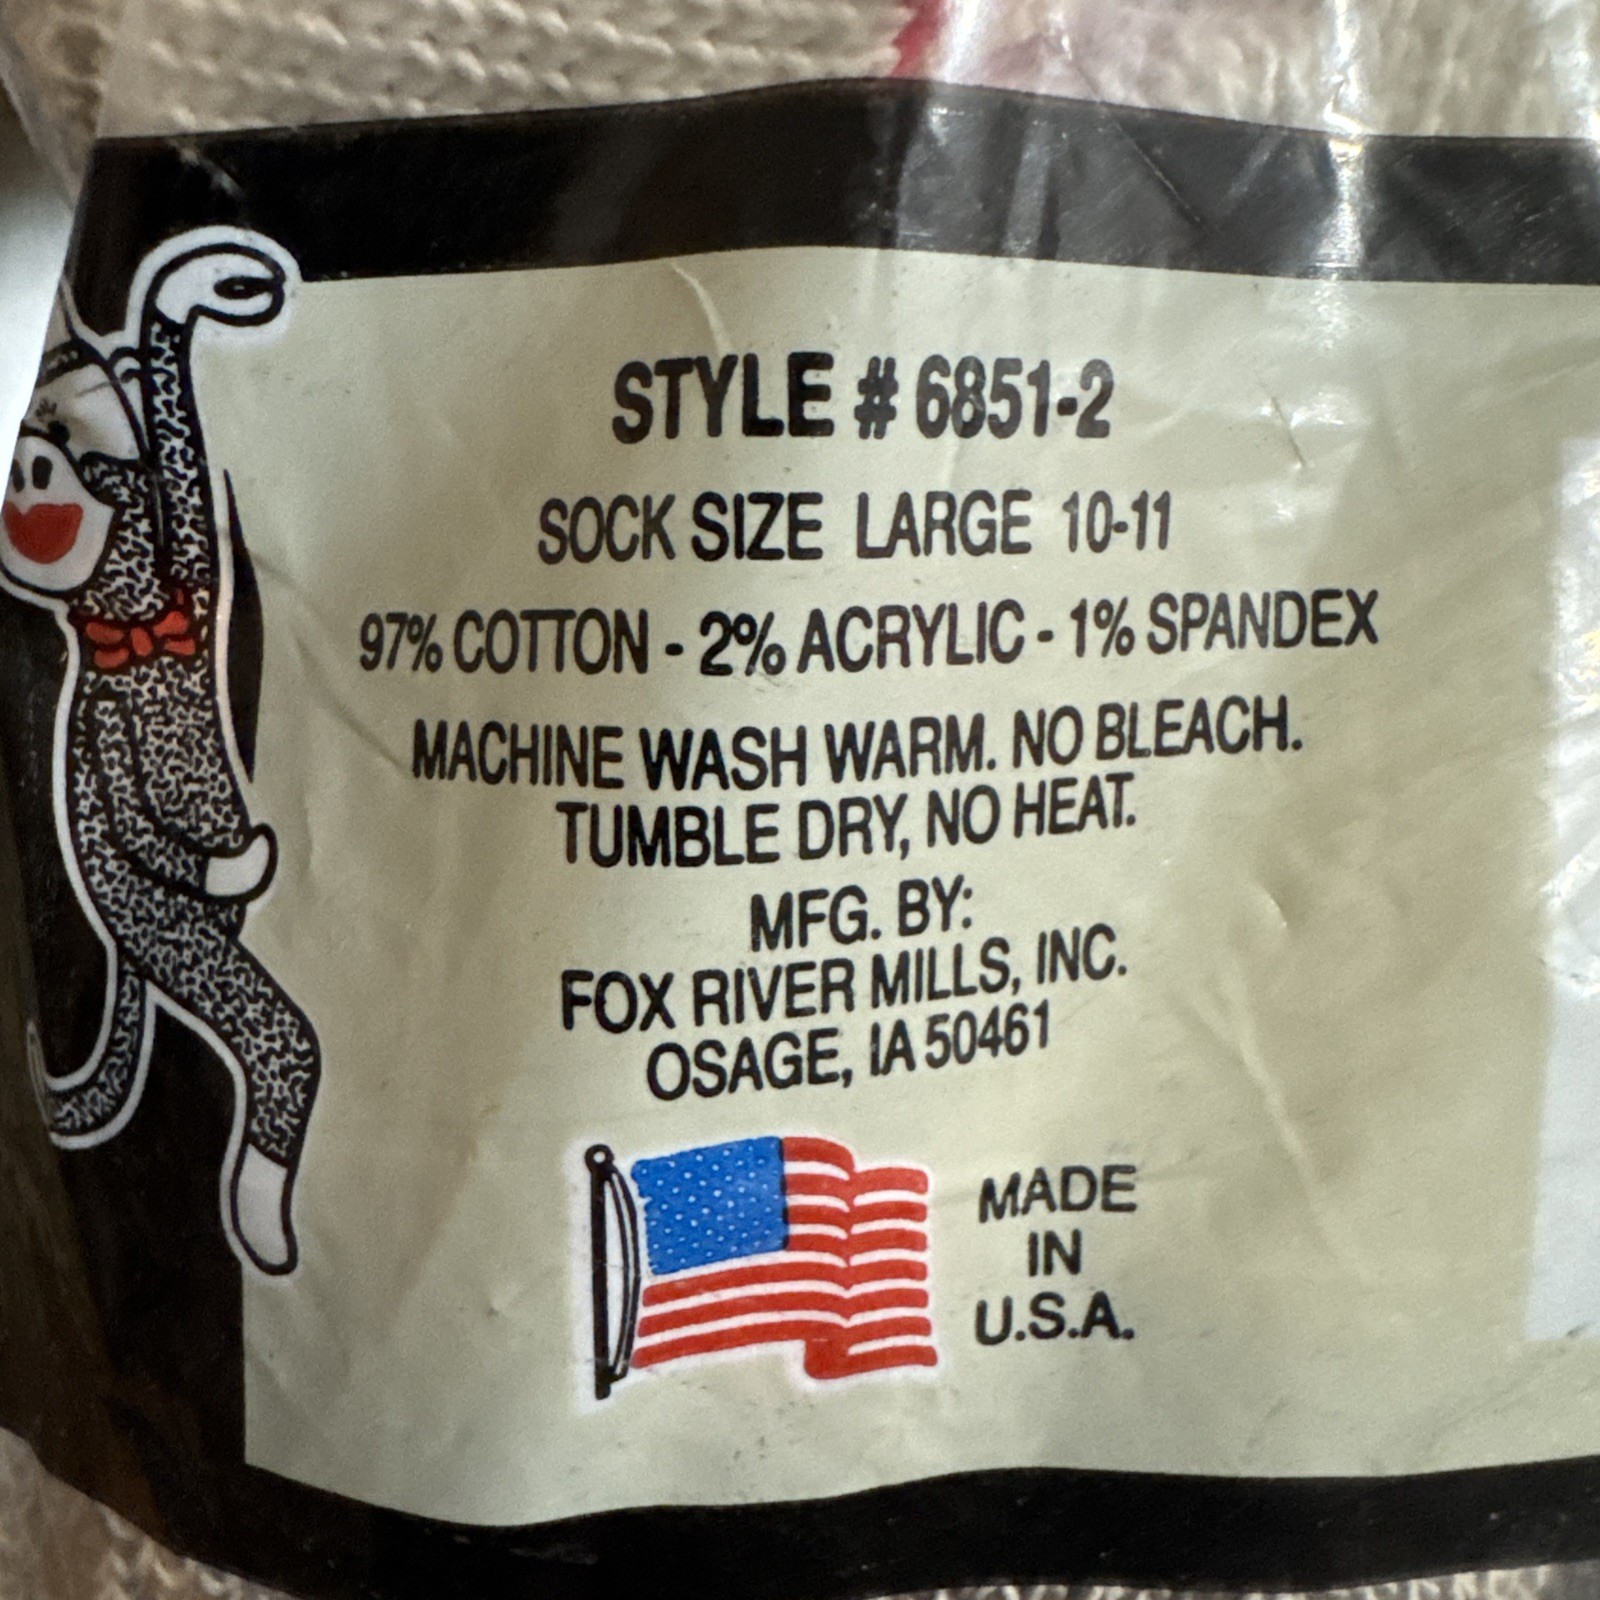 STYLE # 6851-2
SOCK SIZE LARGE 10-11
97% COTTON - 2% ACRYLIC - 1% SPANDEX
MACHINE WASH WARM. NO BLEACH.
TUMBLE DRY, NO HEAT.
MFG. BY:
FOX RIVER MILLS, INC.
OSAGE, IA 50461
MADE
IN
U.S.A.